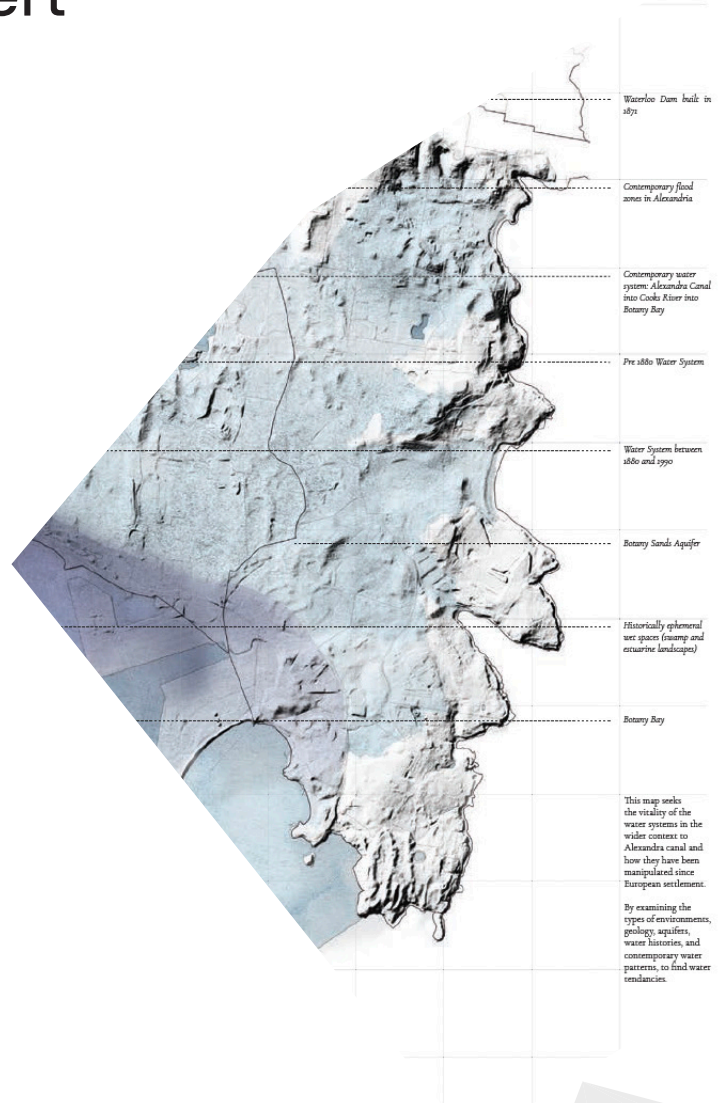 ert
Waterloo Dam built in
1871
Contemporary flood
zones in Alexandria
Contemporary water
system: Alexandra Canal
into Cooks River into
Botany Bay
Pre 1880 Water System
Water System between
1880 and 1990
Botany Sands Aquifer
Historically ephemeral
wet spaces (swamp and
estuarine landscapes)
Botany Bay
This map seeks
the vitality of the
water systems in the
wider context to
Alexandra canal and
how they have been
manipulated since
European settlement.
By examining the
types of environments,
geology, aquifers,
water histories, and
contemporary water
patterns, to find water
tendancies.